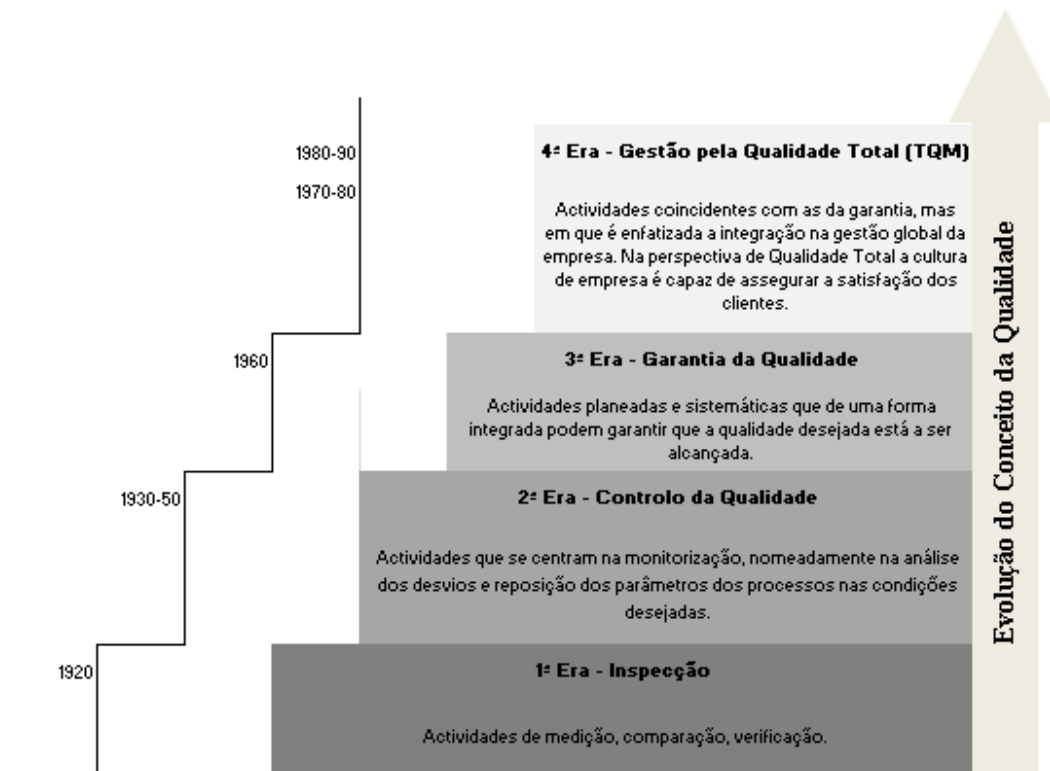 1980-90
1970-80
4ª Era - Gestão pela Qualidade Total (TQM)
Actividades coincidentes com as da garantia, mas
em que é enfatizada a integração na gestão global da
empresa. Na perspectiva de Qualidade Total a cultura
de empresa é capaz de assegurar a satisfação dos
clientes.
1960
3ª Era - Garantia da Qualidade
Actividades planeadas e sistemáticas que de uma forma
integrada podem garantir que a qualidade desejada está a ser
alcançada.
1930-50
2ª Era - Controlo da Qualidade
Actividades que se centram na monitorização, nomeadamente na análise
dos desvios e reposição dos parâmetros dos processos nas condições
desejadas.
1920
1ª Era - Inspecção
Actividades de medição, comparação, verificação.
Evolução do Conceito da Qualidade